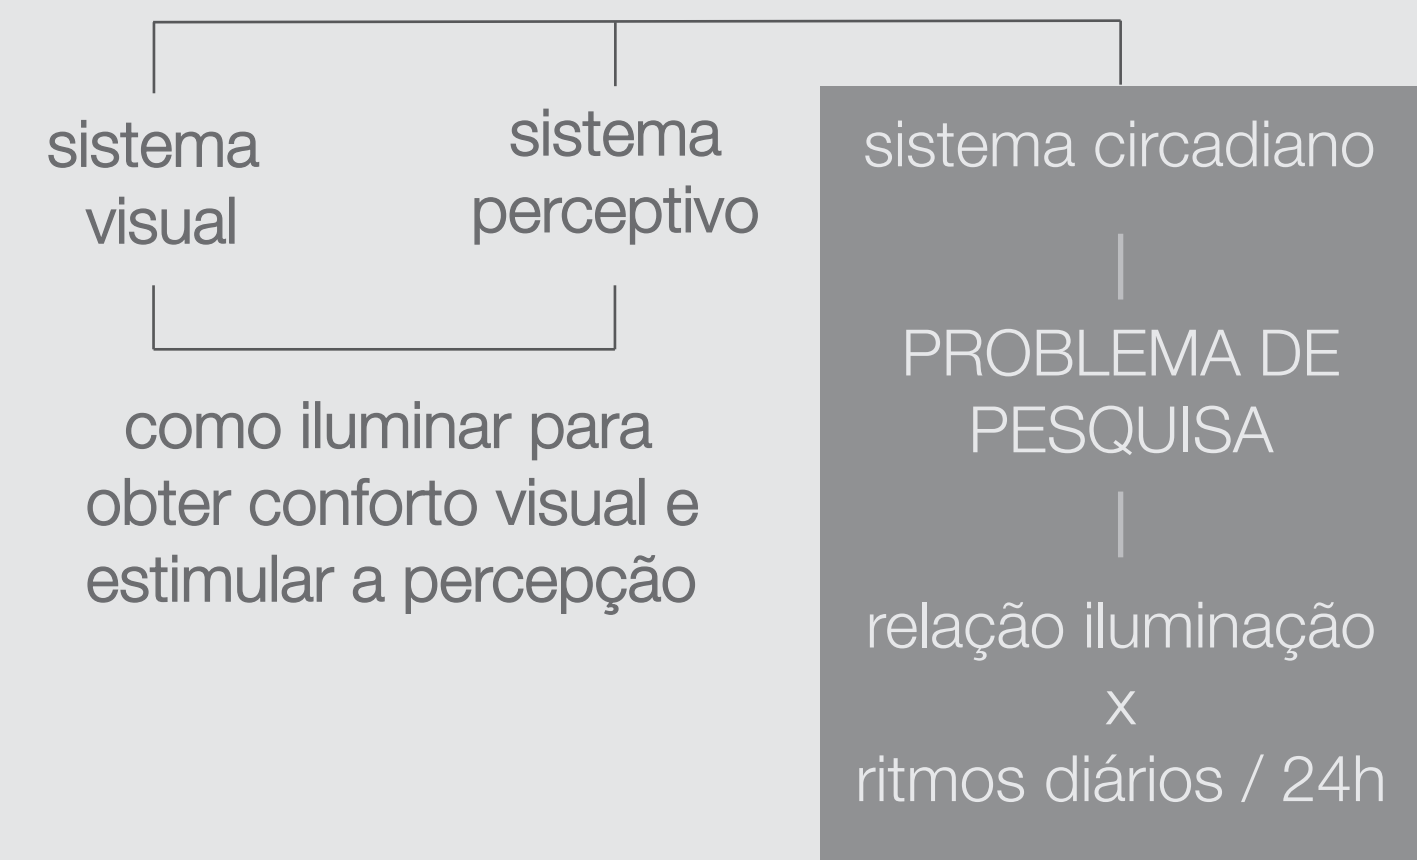 sistema
visual
sistema
perceptivo
como iluminar para
obter conforto visual e
estimular a percepção
sistema circadiano
PROBLEMA DE
PESQUISA
relação iluminação
x
ritmos diários / 24h